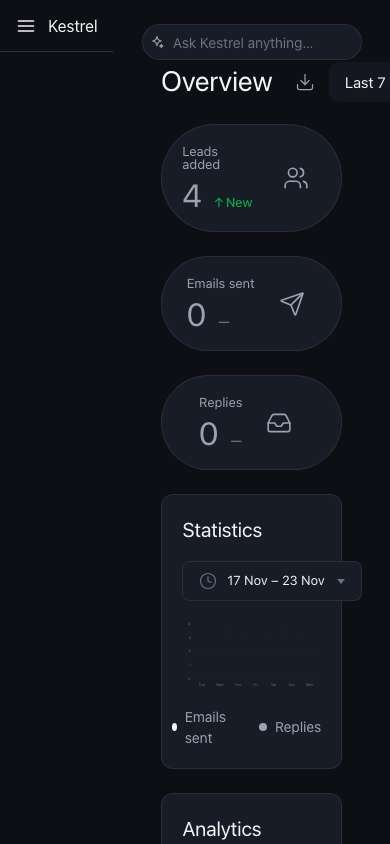 Kestrel
Ask Kestrel anything...
Overview
Last 7
Leads
added
4
↑ New
Emails sent
0 –
Replies
0 –
Statistics
17 Nov – 23 Nov
Emails
sent
Replies
Analytics